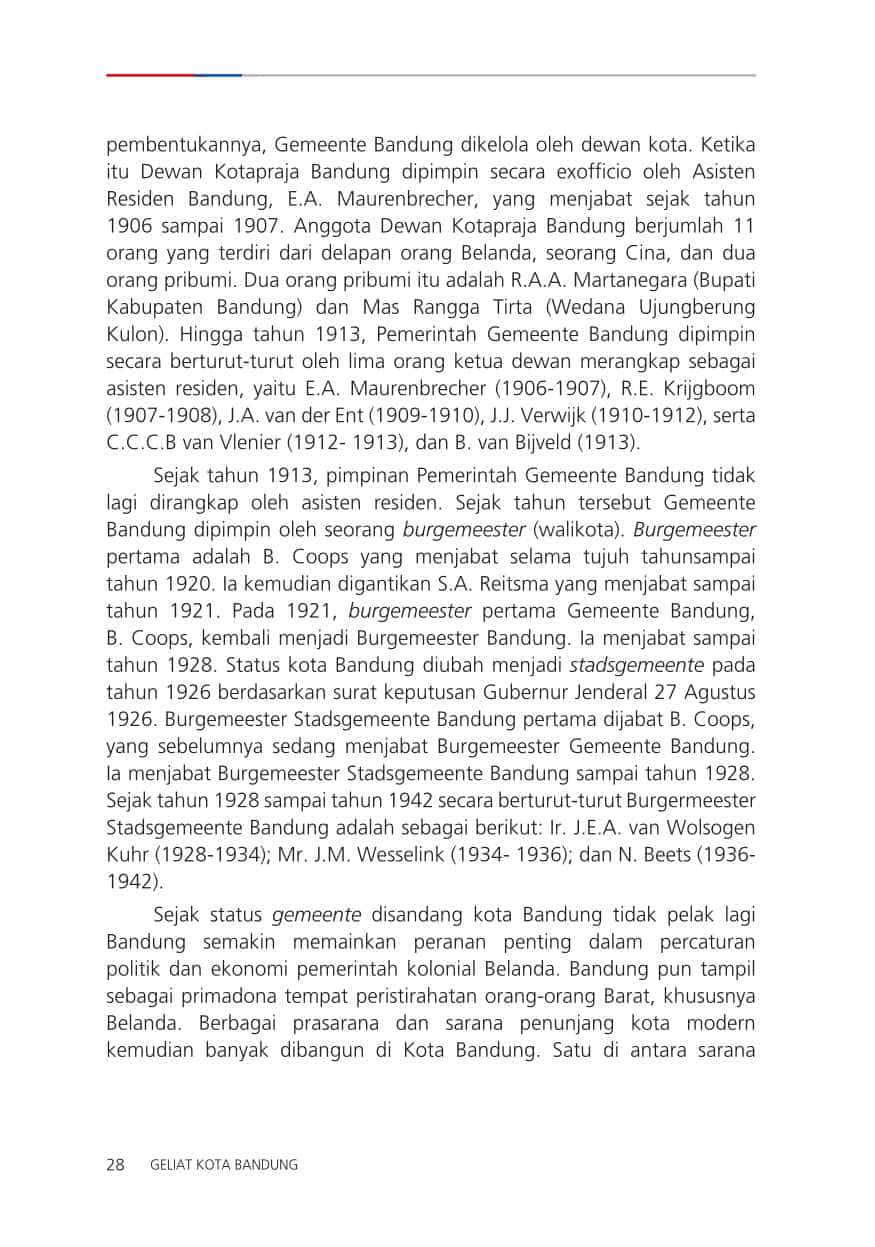 pembentukannya, Gemeente Bandung dikelola oleh dewan kota. Ketika
itu Dewan Kotapraja Bandung dipimpin secara exofficio oleh Asisten
Residen Bandung, E.A. Maurenbrecher, yang menjabat sejak tahun
1906 sampai 1907. Anggota Dewan Kotapraja Bandung berjumlah 11
orang yang terdiri dari delapan orang Belanda, seorang Cina, dan dua
orang pribumi. Dua orang pribumi itu adalah R.A.A. Martanegara (Bupati
Kabupaten Bandung) dan Mas Rangga Tirta (Wedana Ujungberung
Kulon). Hingga tahun 1913, Pemerintah Gemeente Bandung dipimpin
secara berturut-turut oleh lima orang ketua dewan merangkap sebagai
asisten residen, yaitu E.A. Maurenbrecher (1906-1907), R.E. Krijgboom
(1907-1908), J.A. van der Ent (1909-1910), J.J. Verwijk (1910-1912), serta
C.C.C.B van Vlenier (1912- 1913), dan B. van Bijveld (1913).
Sejak tahun 1913, pimpinan Pemerintah Gemeente Bandung tidak
lagi dirangkap oleh asisten residen. Sejak tahun tersebut Gemeente
Bandung dipimpin oleh seorang burgemeester (walikota). Burgemeester
pertama adalah B. Coops yang menjabat selama tujuh tahunsampai
tahun 1920. Ia kemudian digantikan S.A. Reitsma yang menjabat sampai
tahun 1921. Pada 1921, burgemeester pertama Gemeente Bandung,
B. Coops, kembali menjadi Burgemeester Bandung. Ia menjabat sampai
tahun 1928. Status kota Bandung diubah menjadi stadsgemeente pada
tahun 1926 berdasarkan surat keputusan Gubernur Jenderal 27 Agustus
1926. Burgemeester Stadsgemeente Bandung pertama dijabat B. Coops,
yang sebelumnya sedang menjabat Burgemeester Gemeente Bandung.
Ia menjabat Burgemeester Stadsgemeente Bandung sampai tahun 1928.
Sejak tahun 1928 sampai tahun 1942 secara berturut-turut Burgermeester
Stadsgemeente Bandung adalah sebagai berikut: Ir. J.E.A. van Wolsogen
Kuhr (1928-1934); Mr. J.M. Wesselink (1934- 1936); dan N. Beets (1936-
1942).
Sejak status gemeente disandang kota Bandung tidak pelak lagi
Bandung semakin memainkan peranan penting dalam percaturan
politik dan ekonomi pemerintah kolonial Belanda. Bandung pun tampil
sebagai primadona tempat peristirahatan orang-orang Barat, khususnya
Belanda. Berbagai prasarana dan sarana penunjang kota modern
kemudian banyak dibangun di Kota Bandung. Satu di antara sarana
28 GELIAT KOTA BANDUNG